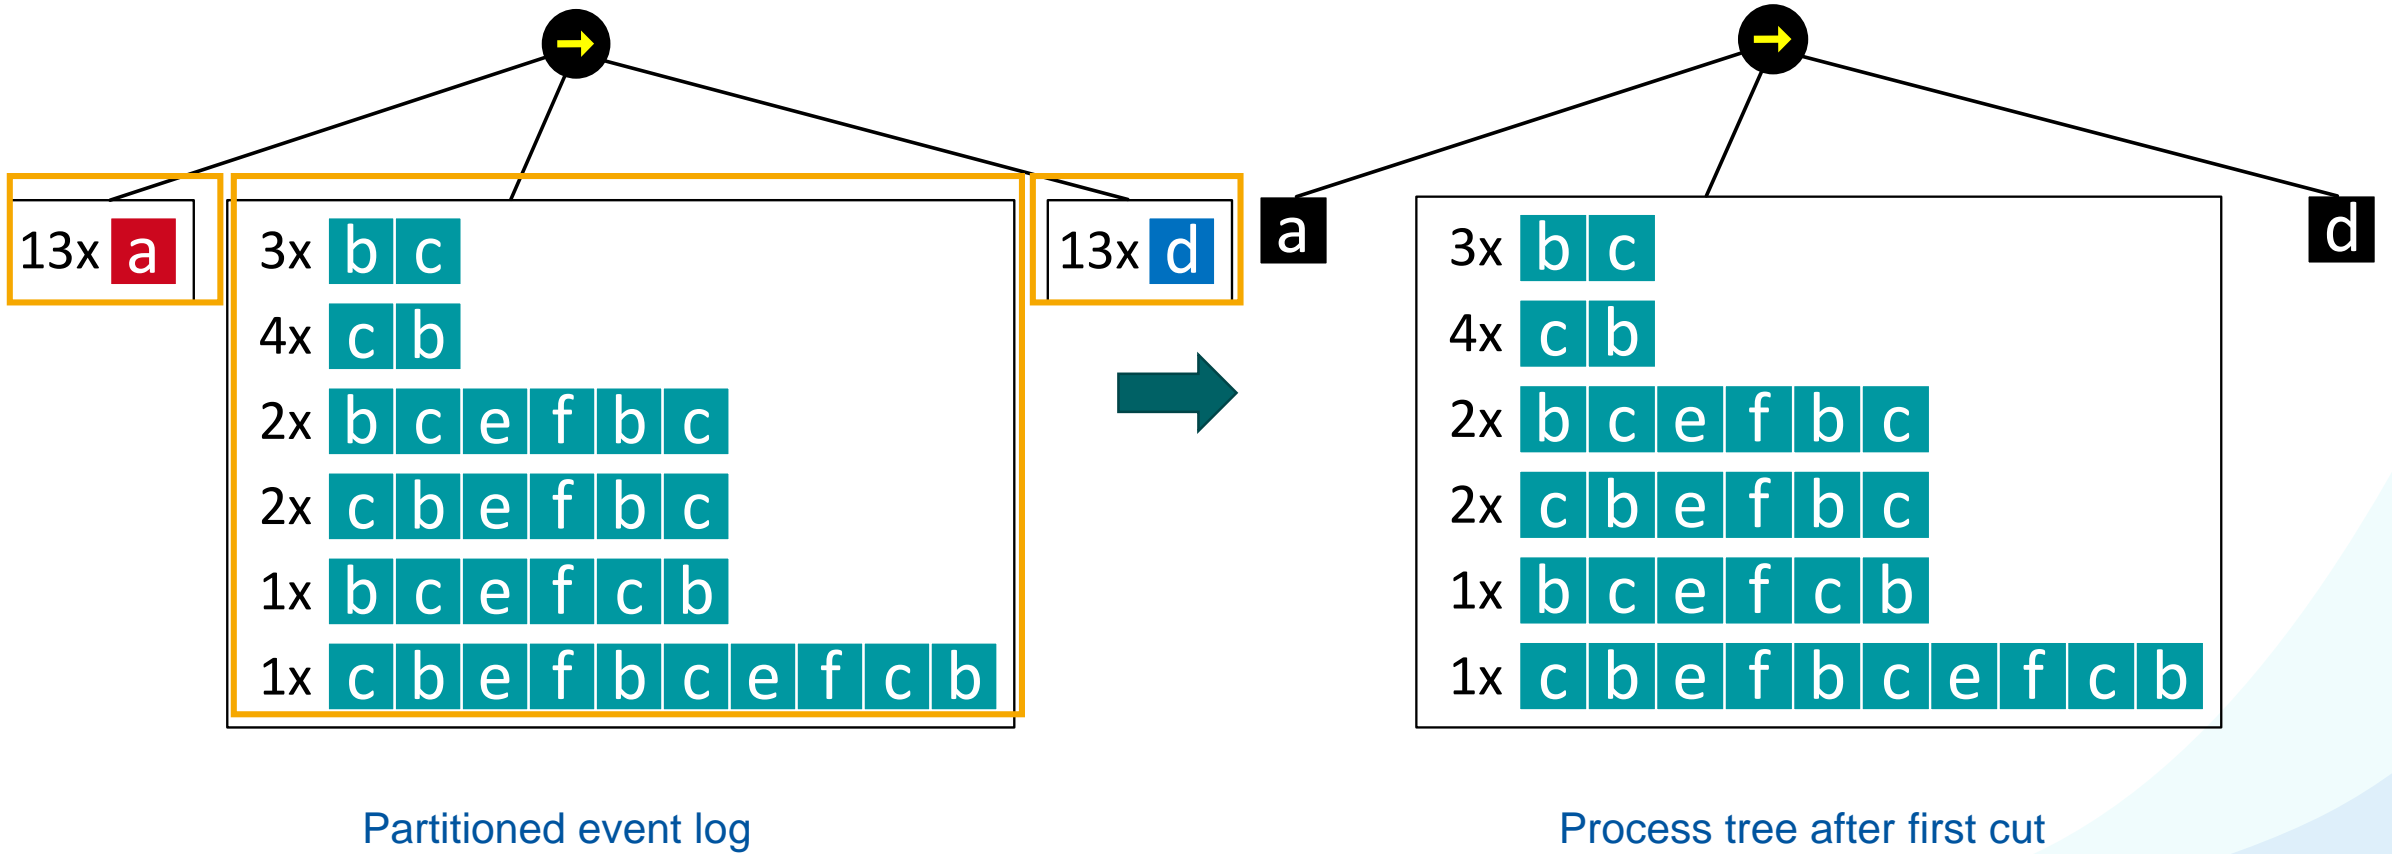 13x a
3x b c
4x c b
2x b c e f b c
2x c b e f b c
1x b c e f c b
1x c b e f b c e f c b
13x d
Partitioned event log
a
3x b c
4x c b
2x b c e f b c
2x c b e f b c
1x b c e f c b
1x c b e f b c e f c b
d
Process tree after first cut